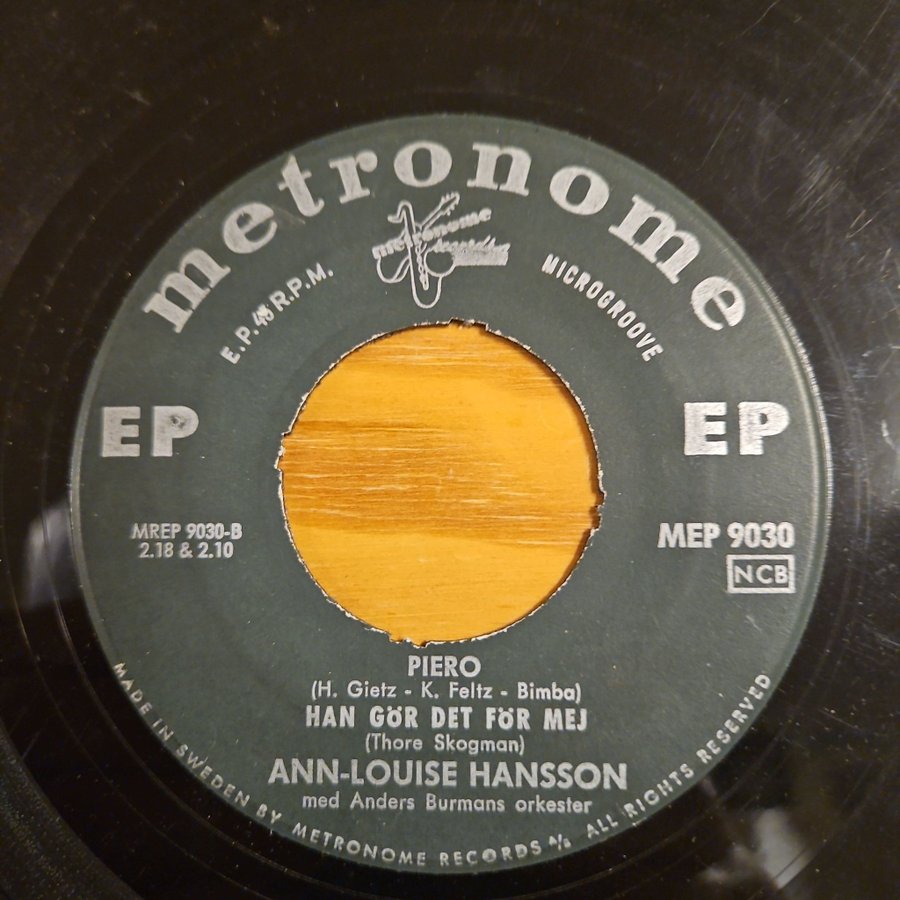 metronome
metronome
records
E.P. 45 R.P.M.
MICROGROOVE
EP
EP
MREP 9030-B
2.18 & 2.10
MEP 9030
NCB
PIERO
(H. Gietz - K. Feltz - Bimba)
HAN GÖR DET FÖR MEJ
(Thore Skogman)
ANN-LOUISE HANSSON
med Anders Burmans orkester
MADE IN SWEDEN BY METRONOME RECORDS A/B ALL RIGHTS RESERVED